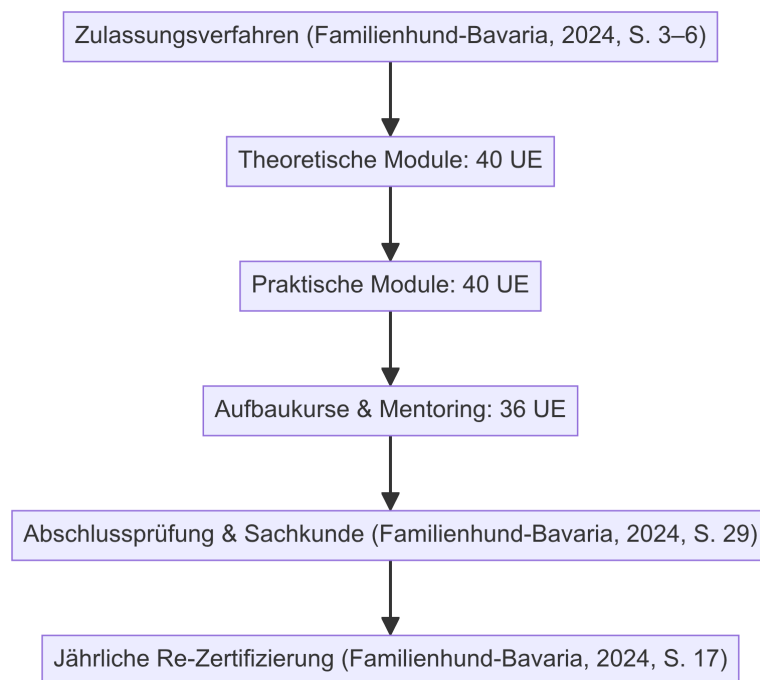 Zulassungsverfahren (Familienhund-Bavaria, 2024, S. 3–6)
Theoretische Module: 40 UE
Praktische Module: 40 UE
Aufbaukurse & Mentoring: 36 UE
Abschlussprüfung & Sachkunde (Familienhund-Bavaria, 2024, S. 29)
Jährliche Re-Zertifizierung (Familienhund-Bavaria, 2024, S. 17)